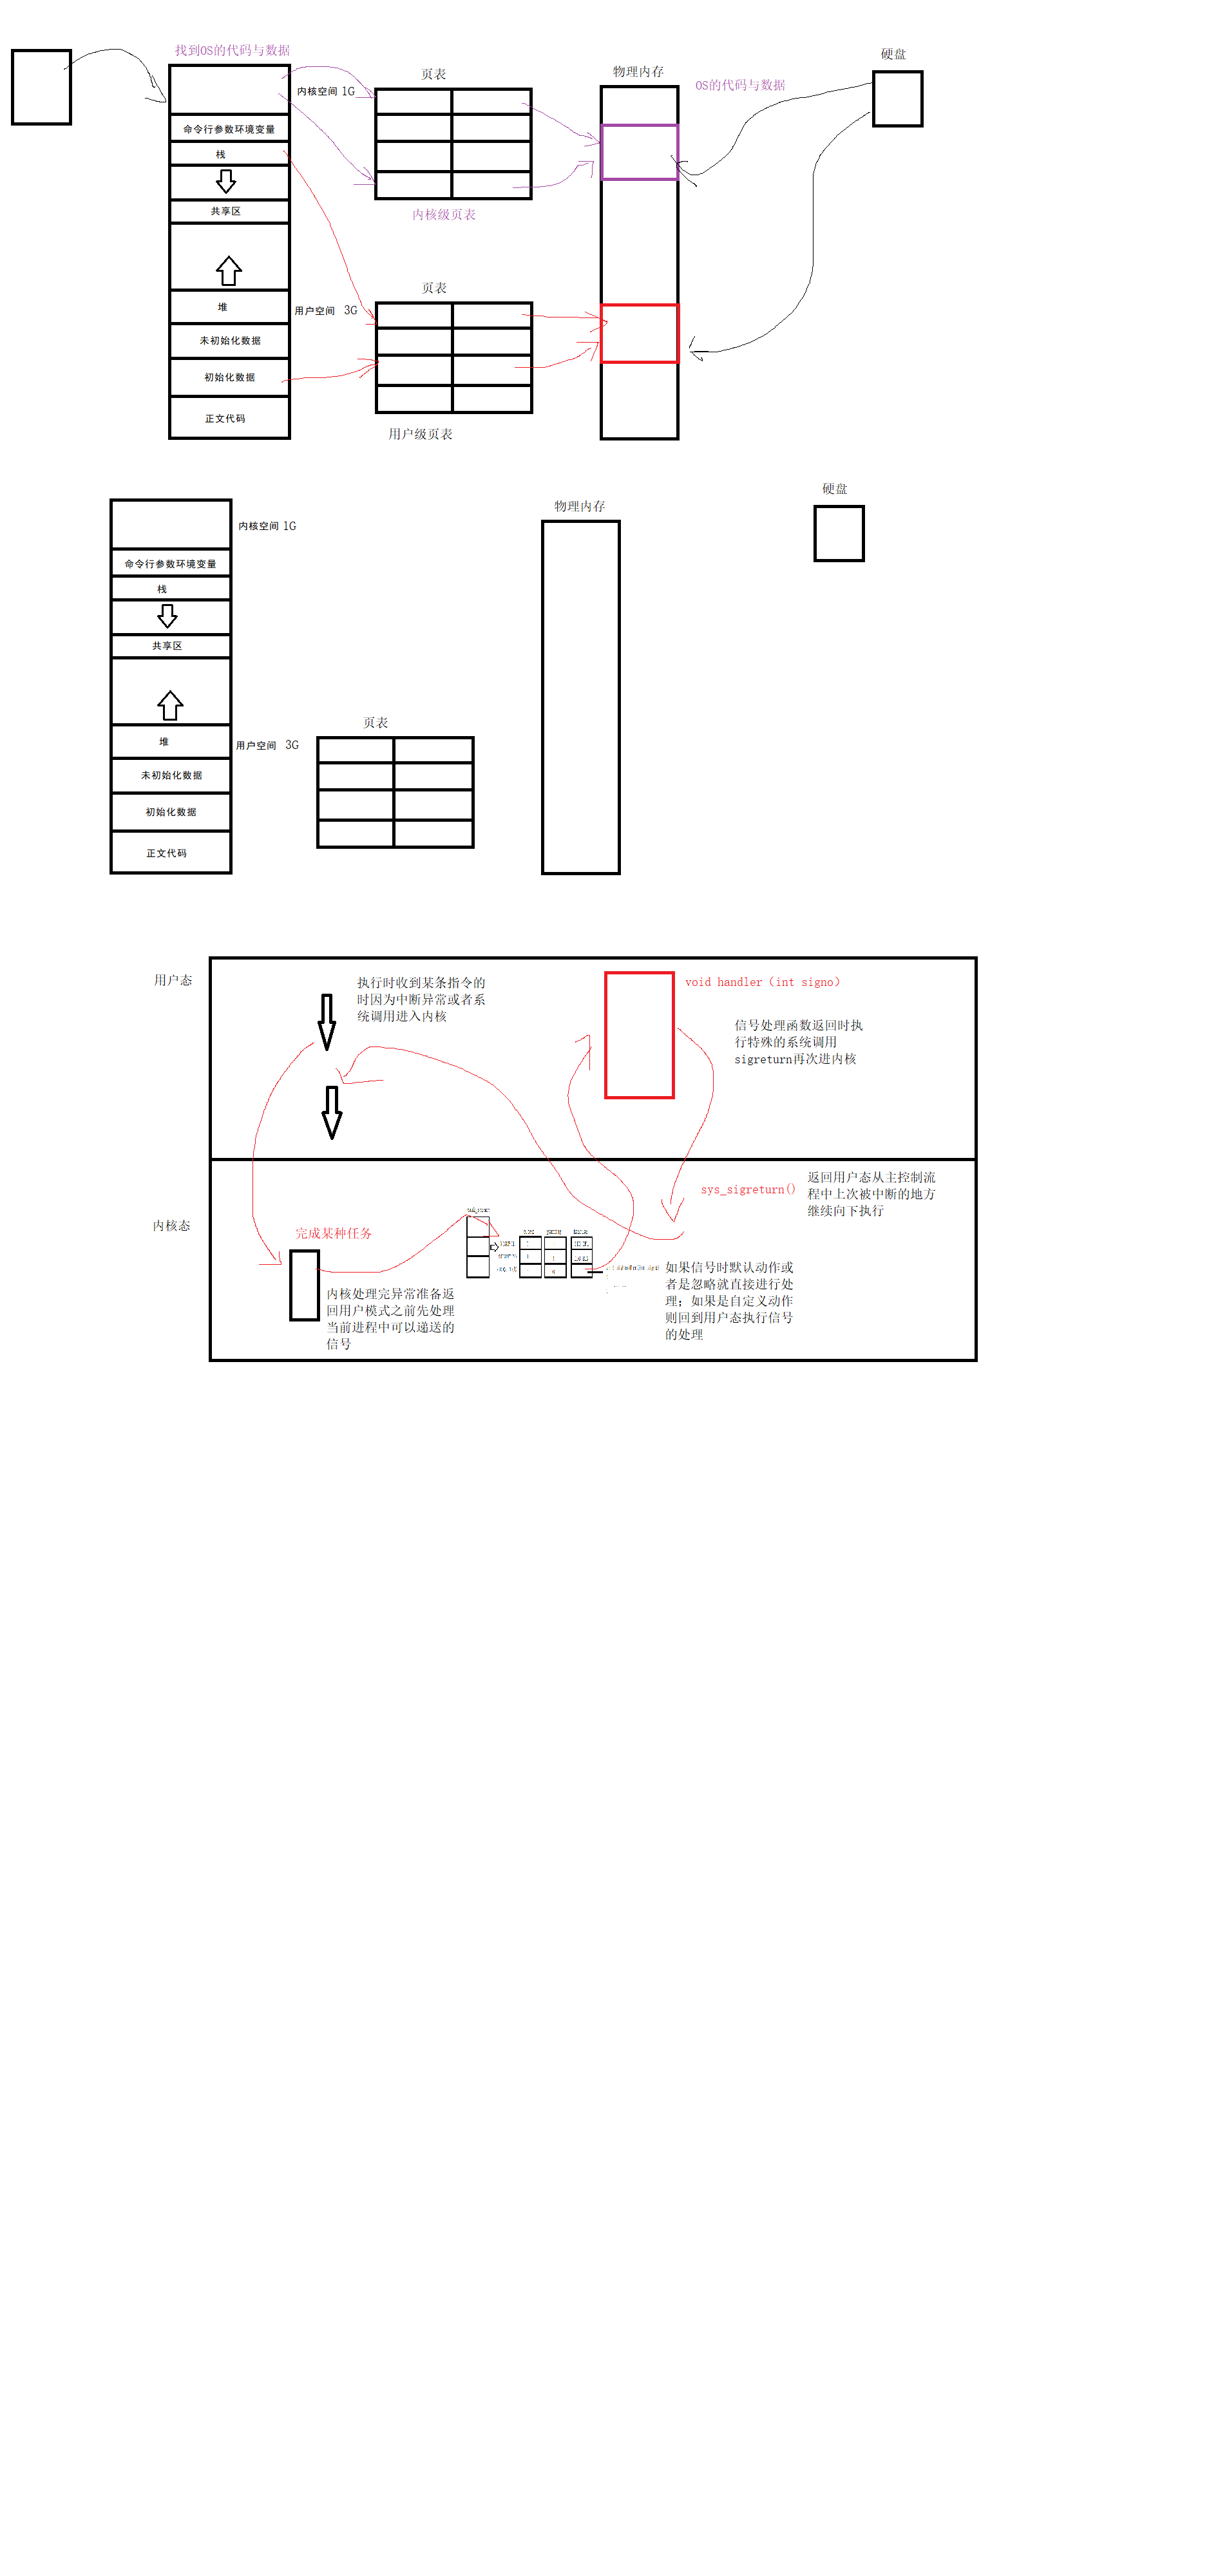 找到OS的代码与数据
硬盘
页表
物理内存
内核空间 1G
OS的代码与数据
命令行参数环境变量
栈
共享区
内核级页表
页表
堆
用户空间 3G
未初始化数据
初始化数据
正文代码
用户级页表
硬盘
物理内存
内核空间 1G
命令行参数环境变量
栈
共享区
页表
堆
用户空间 3G
未初始化数据
初始化数据
正文代码
用户态
执行时收到某条指令的
时因为中断异常或者系
统调用进入内核
void handler（int signo）
信号处理函数返回时执
行特殊的系统调用
sigreturn再次进内核
内核态
sys_sigreturn()
返回用户态从主控制流
程中上次被中断的地方
继续向下执行
完成某种任务
内核处理完异常准备返
回用户模式之前先处理
当前进程中可以递送的
信号
如果信号时默认动作或
者是忽略就直接进行处
理；如果是自定义动作
则回到用户态执行信号
的处理